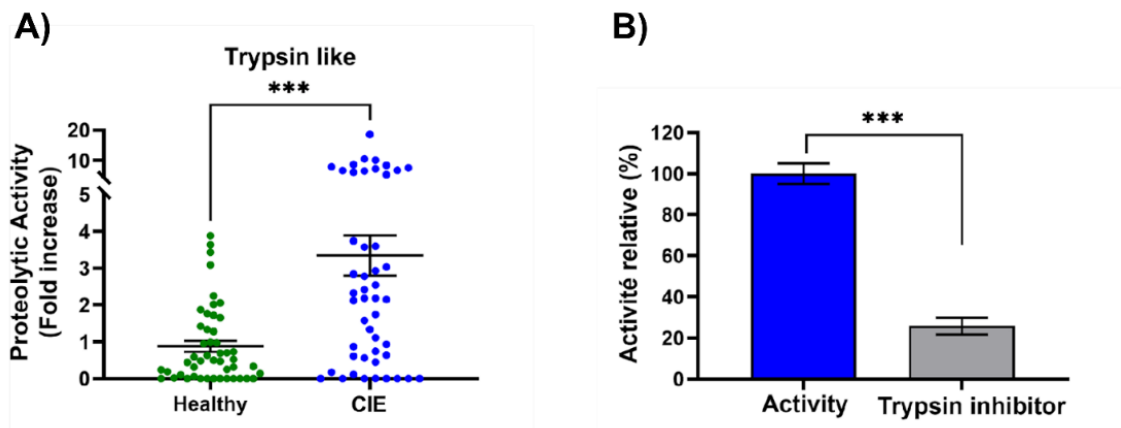 A)
Trypsin like
***
Proteolytic Activity
(Fold increase)
20
10
5
4
3
2
1
0
Healthy
CIE
B)
***
Activité relative (%)
120
100
80
60
40
20
0
Activity
Trypsin inhibitor